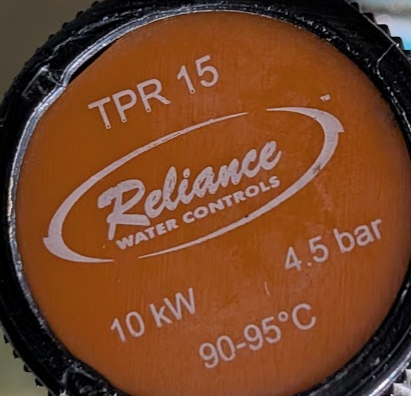 TPR 15
Reliance
WATER CONTROLS
4.5 bar
10 kW
90-95°C